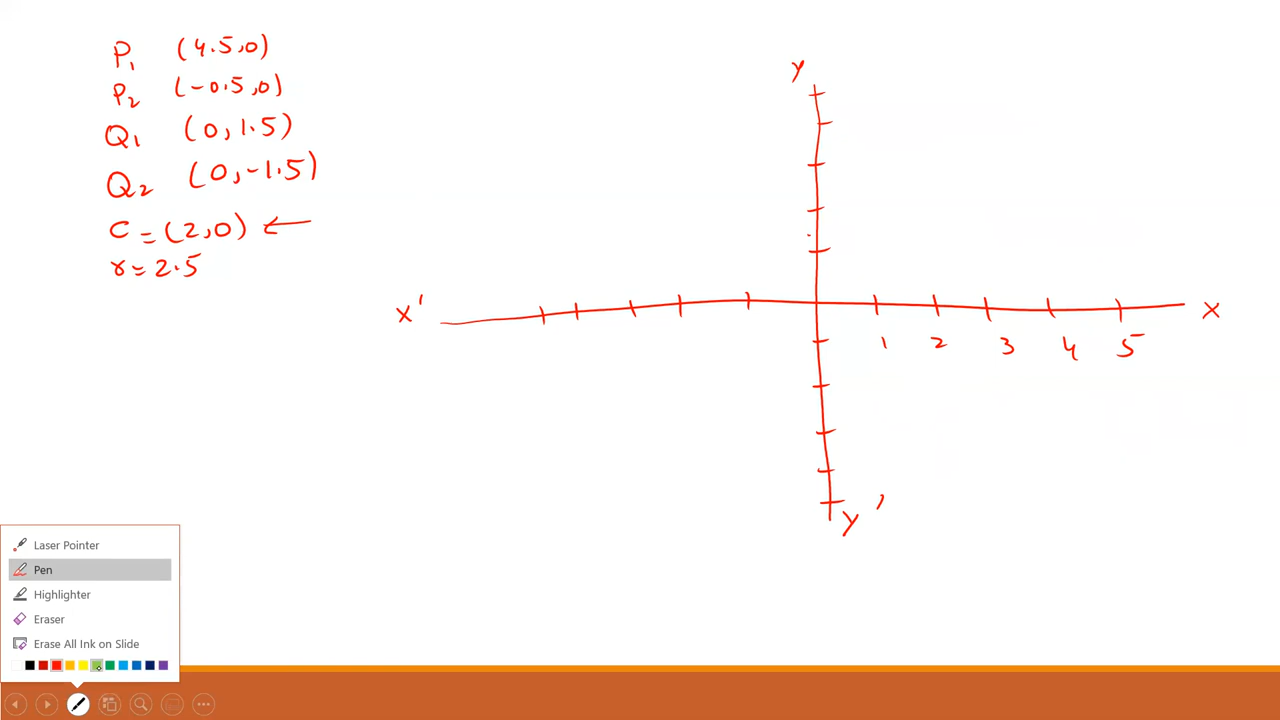 P1 (4.5,0)
P2 (-0.5,0)
Q1 (0,1.5)
Q2 (0,-1.5)
C = (2,0) ←
r = 2.5
y
x'
x
1 2 3 4 5
y'
Laser Pointer
Pen
Highlighter
Eraser
Erase All Ink on Slide